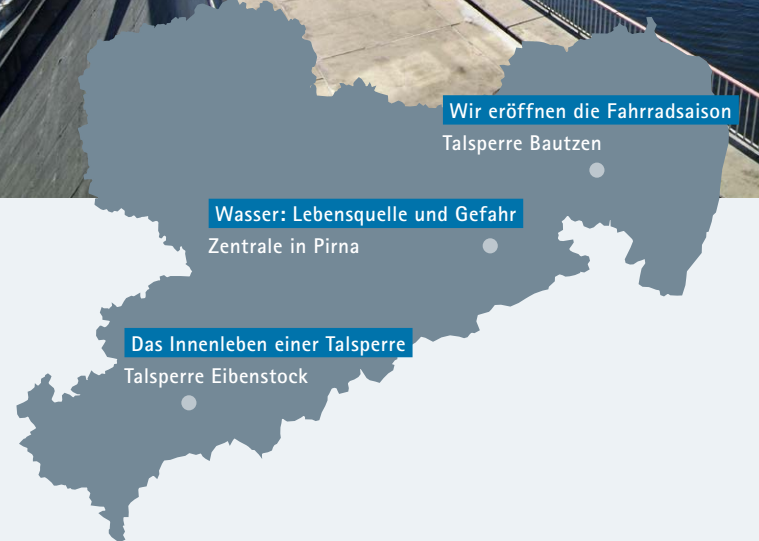 Wir eröffnen die Fahrradsaison
Talsperre Bautzen
Wasser: Lebensquelle und Gefahr
Zentrale in Pirna
Das Innenleben einer Talsperre
Talsperre Eibenstock